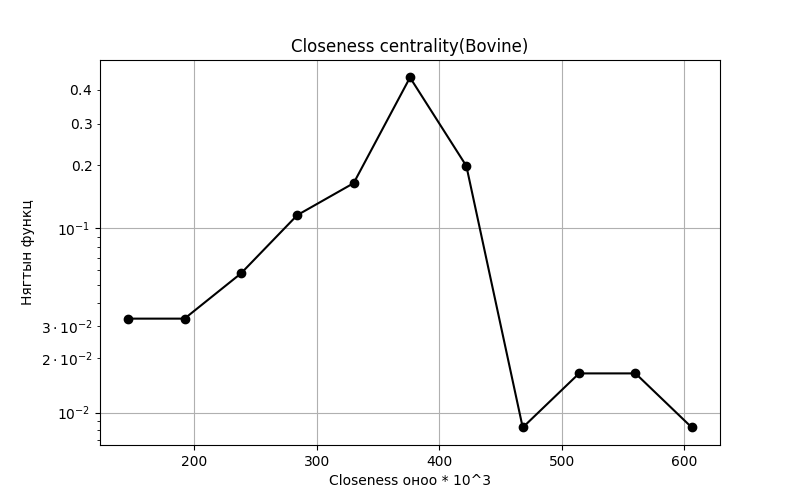 Closeness centrality(Bovine)
Нягтын функц
0.4
0.3
0.2
10⁻¹
3 · 10⁻²
2 · 10⁻²
10⁻²
200 300 400 500 600
Closeness оноо * 10^3